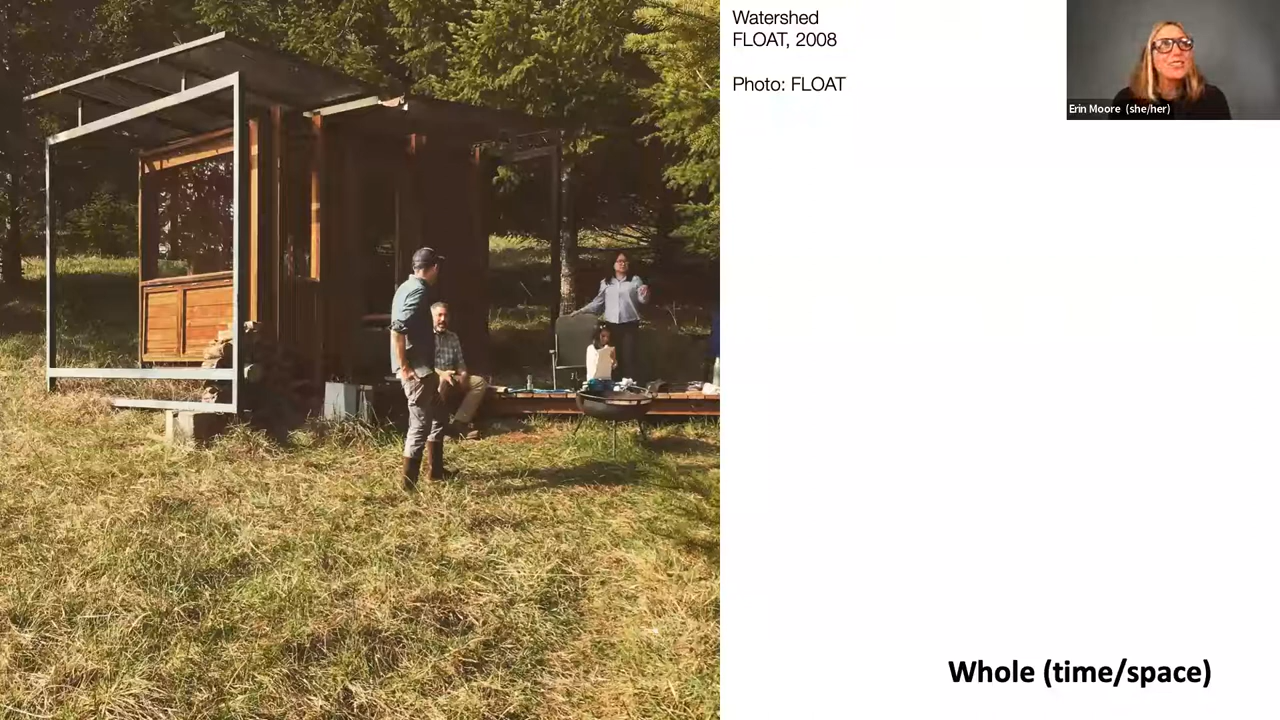 Watershed
FLOAT, 2008
Photo: FLOAT
Erin Moore (she/her)
Whole (time/space)